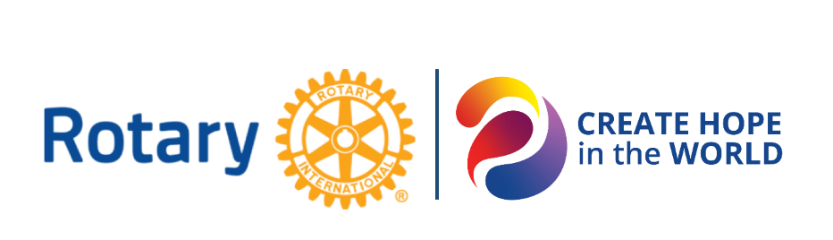 Rotary
ROTARY
INTERNATIONAL
®
CREATE HOPE
in the WORLD